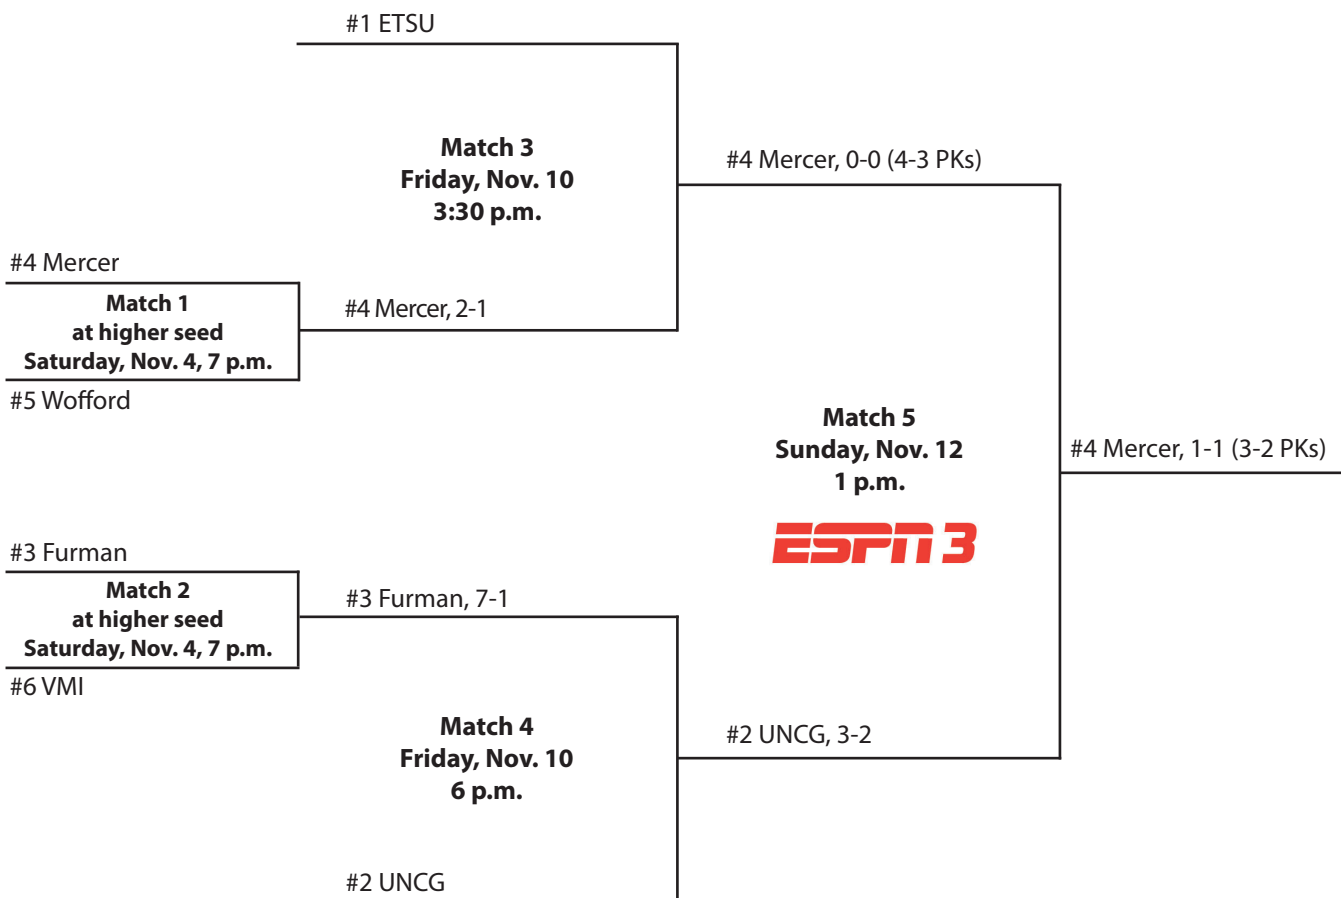 #1 ETSU
Match 3
Friday, Nov. 10
3:30 p.m.
#4 Mercer, 0-0 (4-3 PKs)
#4 Mercer
Match 1
at higher seed
Saturday, Nov. 4, 7 p.m.
#5 Wofford
#4 Mercer, 2-1
Match 5
Sunday, Nov. 12
1 p.m.
ESPN 3
#4 Mercer, 1-1 (3-2 PKs)
#3 Furman
Match 2
at higher seed
Saturday, Nov. 4, 7 p.m.
#6 VMI
#3 Furman, 7-1
Match 4
Friday, Nov. 10
6 p.m.
#2 UNCG, 3-2
#2 UNCG